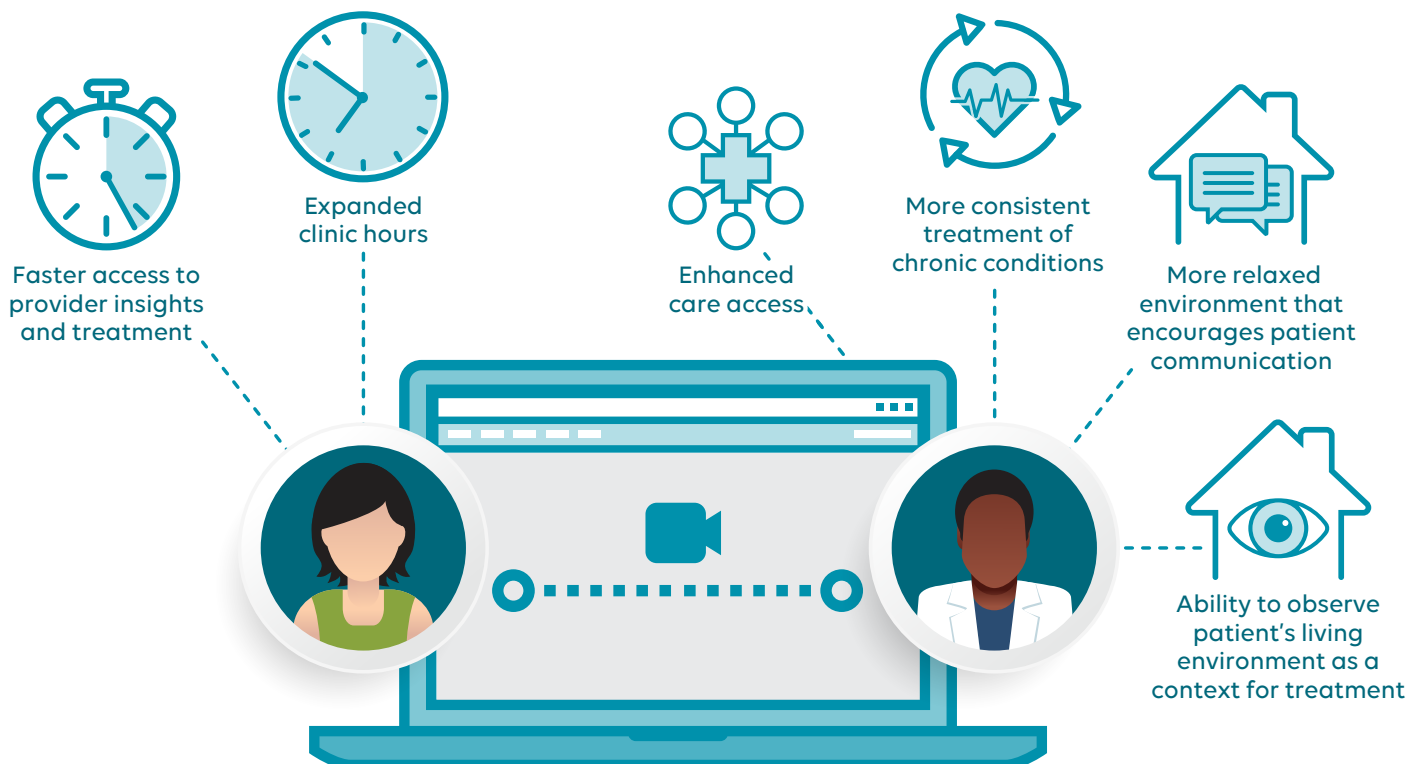 Faster access to
provider insights
and treatment
Expanded
clinic hours
Enhanced
care access
More consistent
treatment of
chronic conditions
More relaxed
environment that
encourages patient
communication
Ability to observe
patient’s living
environment as a
context for treatment